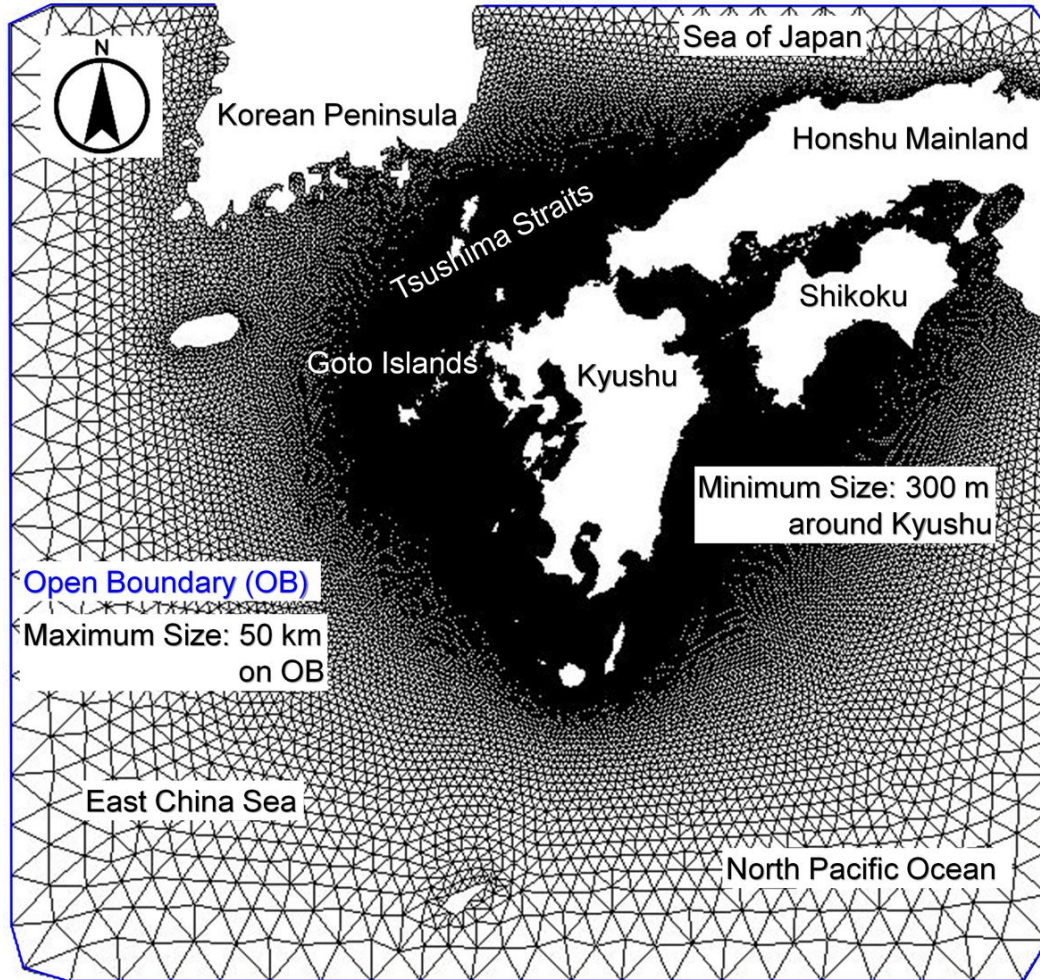 Sea of Japan
N
Korean Peninsula
Honshu Mainland
Tsushima Straits
Shikoku
Goto Islands
Kyushu
Minimum Size: 300 m
around Kyushu
Open Boundary (OB)
Maximum Size: 50 km
on OB
East China Sea
North Pacific Ocean